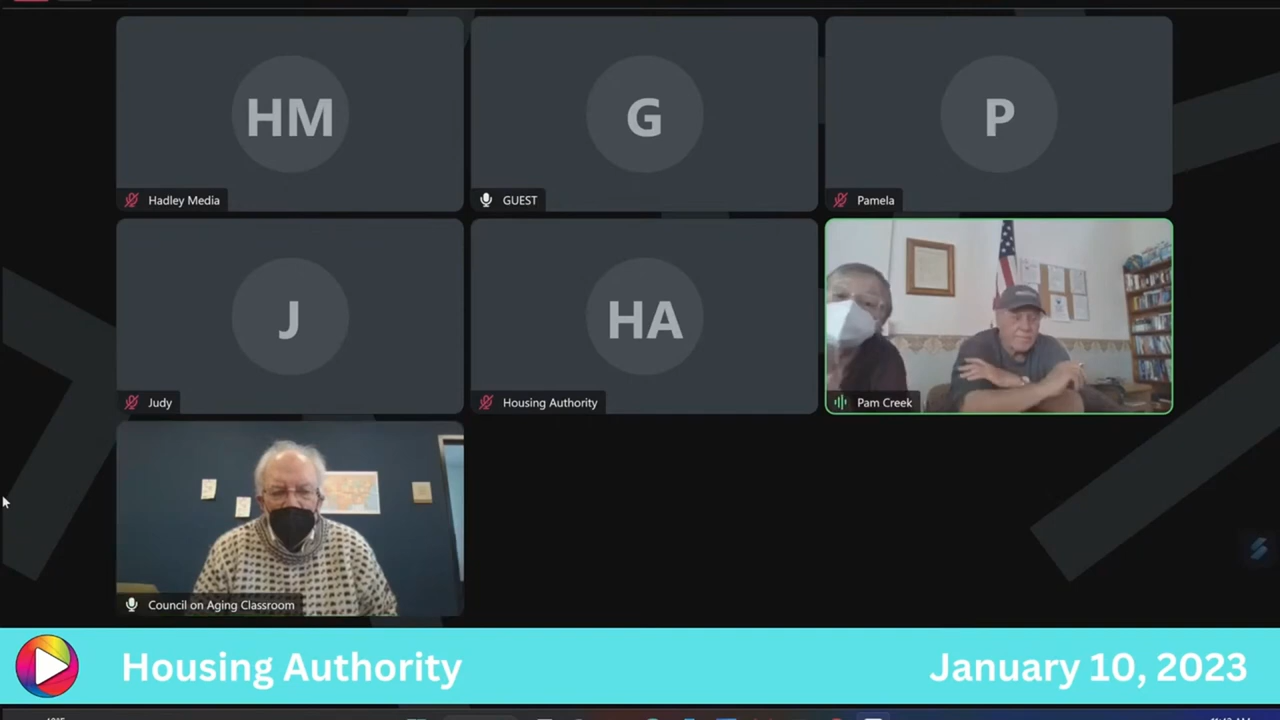 HM
G
P
Hadley Media
GUEST
Pamela
J
HA
Judy
Housing Authority
Pam Creek
Council on Aging Classroom
Housing Authority
January 10, 2023